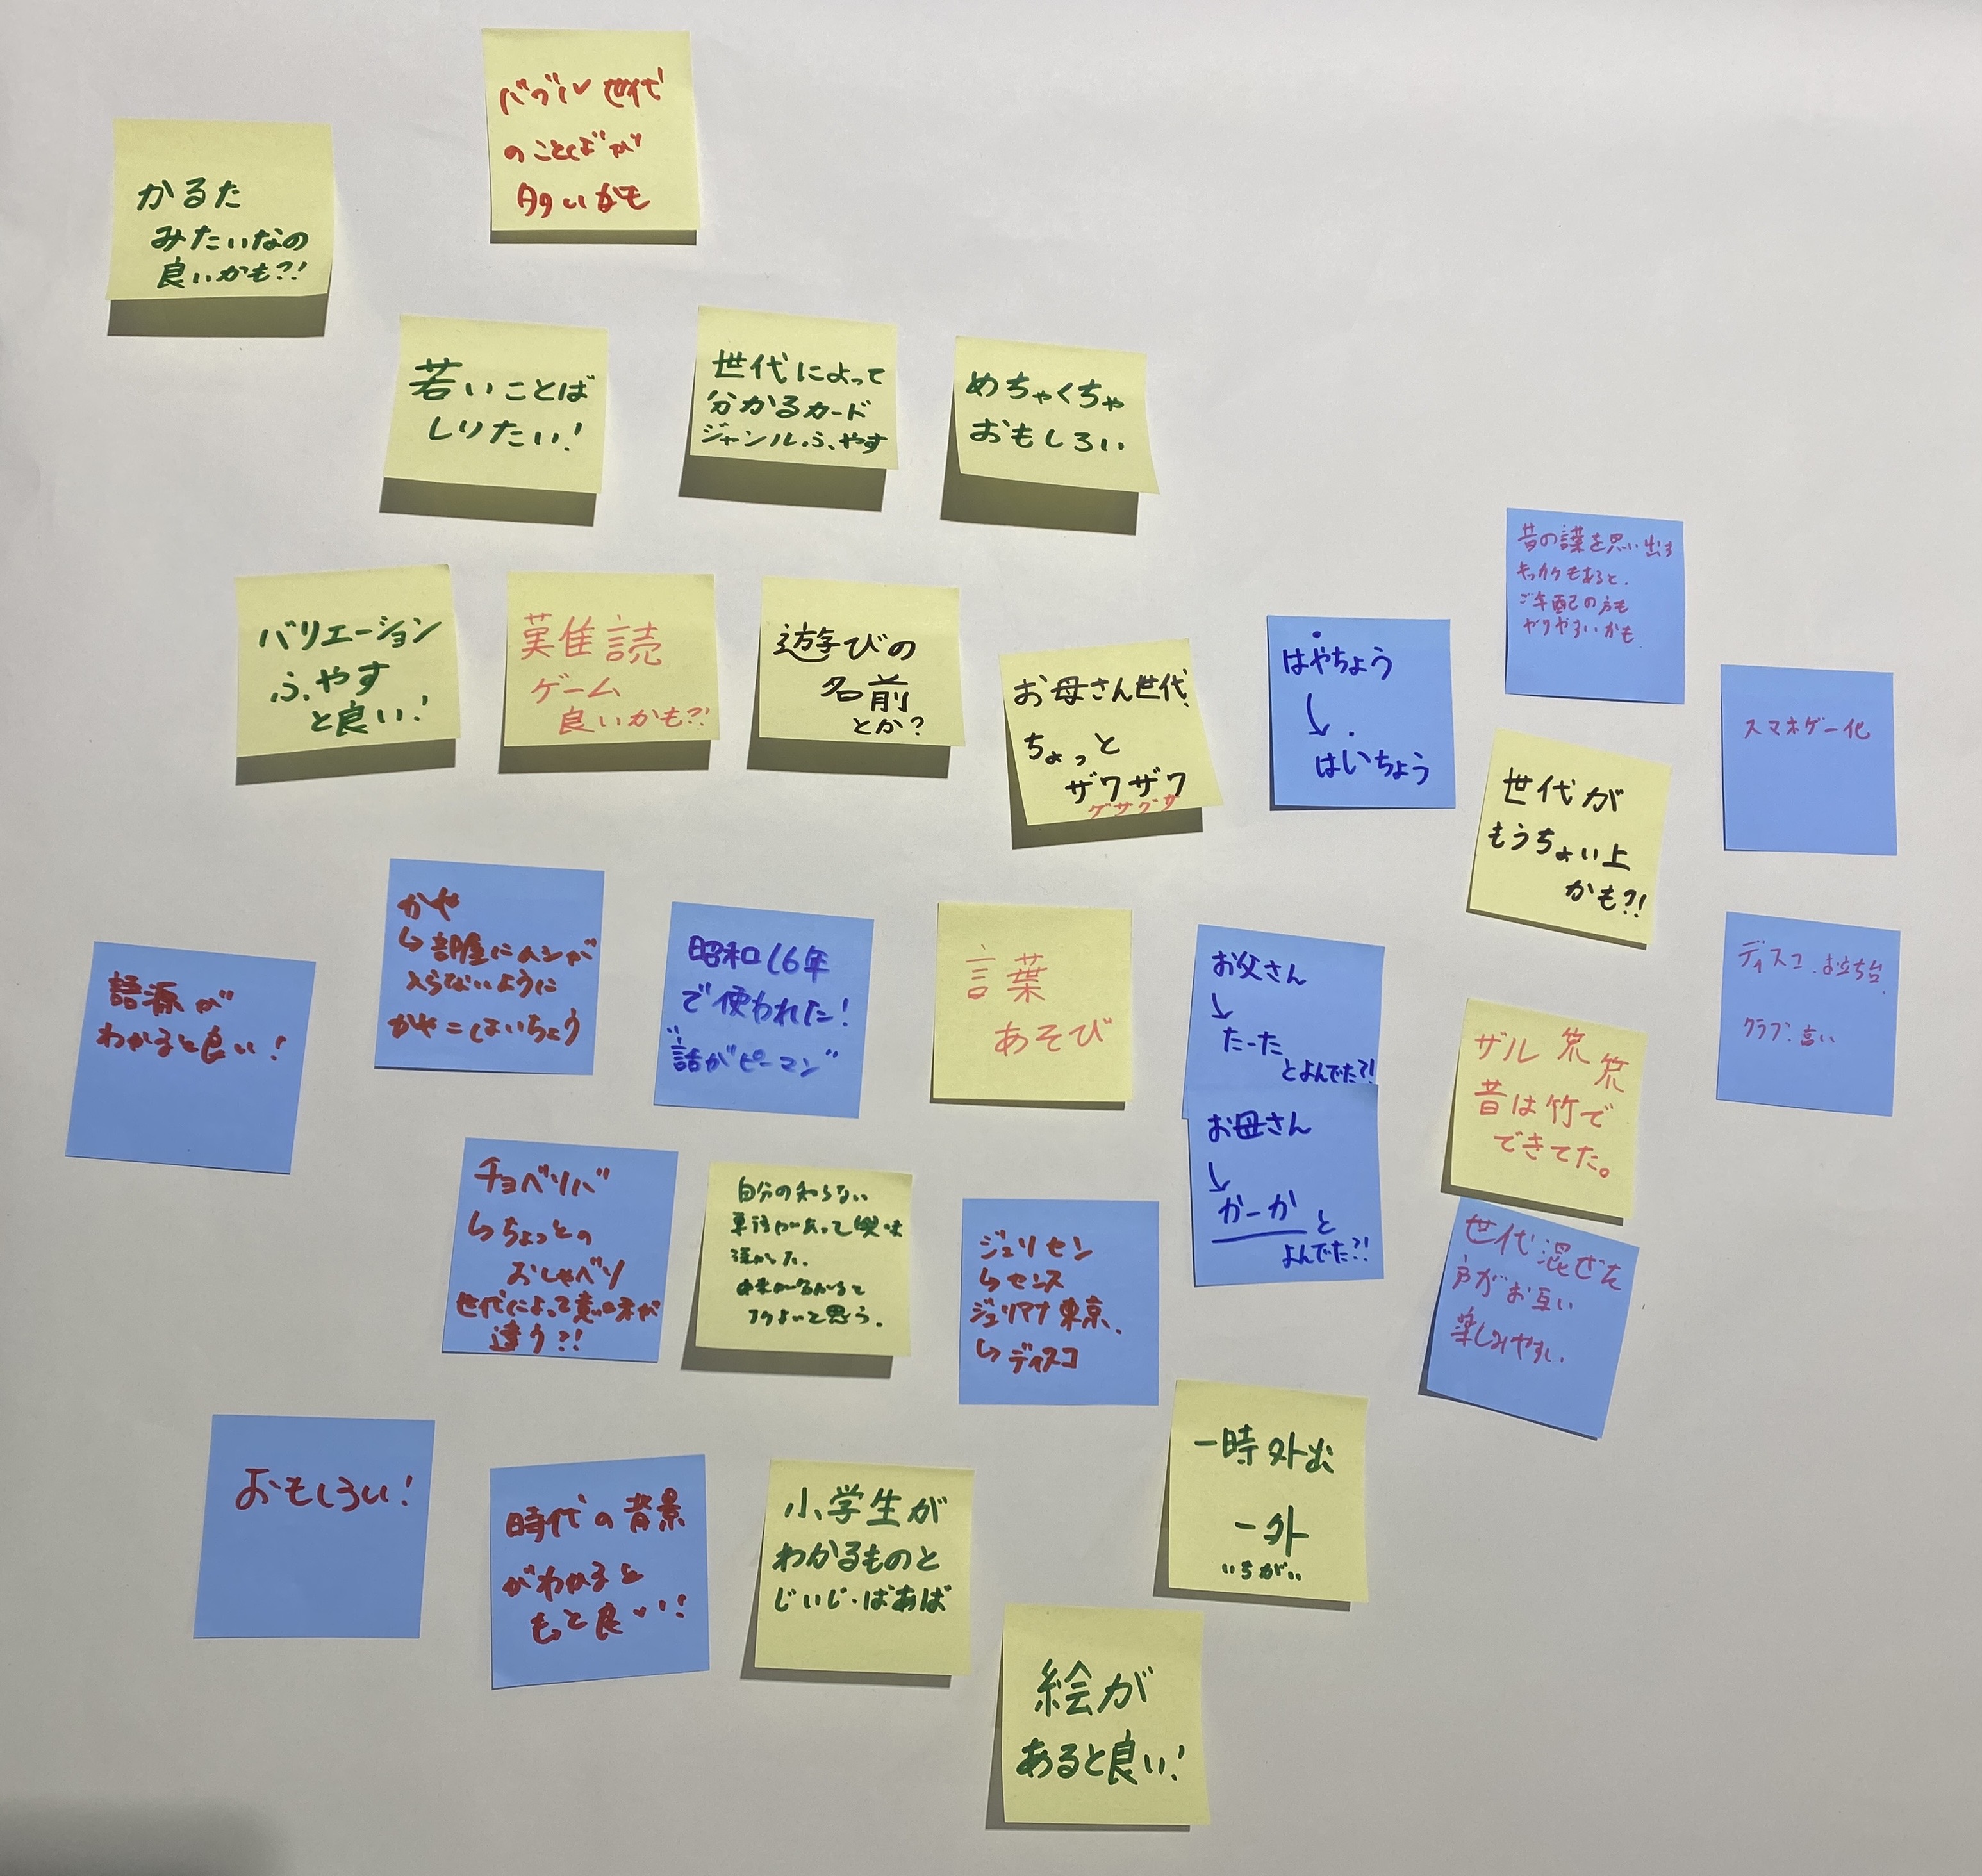 バブル世代
のことばが
多いかも
かるた
みたいなの
良いかも?!
若いことば
しりたい!
世代によって
分かるカード
ジャンルふやす
めちゃくちゃ
おもしろい
昔の言葉を思い出す
キッカケもあると、
ご年配の方も
やりやすいかも
バリエーション
ふやす
と良い!
読
ゲーム
良いかも?!
遊びの
名前
とか?
お母さん世代
ちょっと
ザワザワ
はやちょう
はいちょう
スマホゲー化
世代が
もうちょい上
かも?!
かや
↳部屋にムシが
入らないように
かや=はいちょう
昭和16年
で使われた!
"話がピーマン"
言葉
あそび
お父さん
↓
たーた
とよんでた?!
お母さん
↓
かーか と
よんでた?!
ディスコ、お立ち台
クラブ:
語源が
わかると良い!
ザル 笊
昔は竹で
できてた。
チョベリバ
↳ちょっとの
おしゃべり
世代によって意味が
違う?!
自分の知らない
単語があって興味
深かった。
由来が分かると
思う。
ジュリセン
↳センス
ジュリアナ東京、
↳ディスコ
世代混ぜた
方がお互い
楽しみやすい
おもしろい!
時代の背景
がわかると
もっと良い!
小学生が
わかるものと
じいじ・ばあば
一時外出
一外
いちがい
絵が
あると良い!